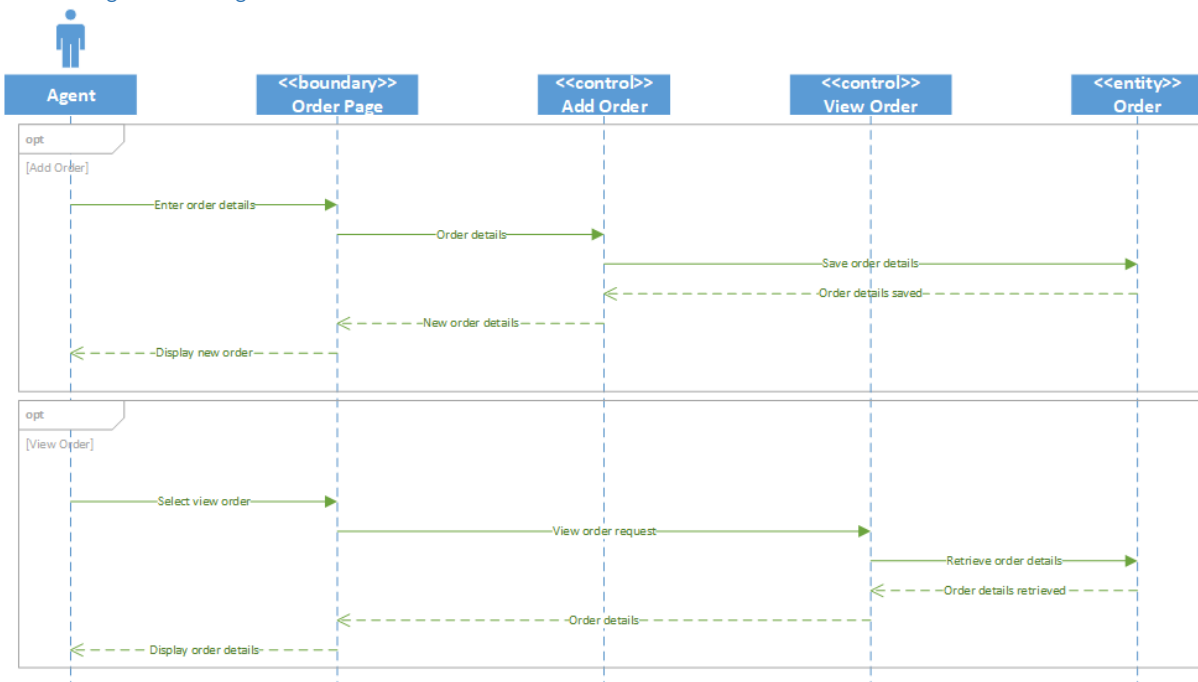 Agent
<<boundary>>
Order Page
<<control>>
Add Order
<<control>>
View Order
<<entity>>
Order
opt
[Add Order]
Enter order details
Order details
Save order details
Order details saved
New order details
Display new order
opt
[View Order]
Select view order
View order request
Retrieve order details
Order details retrieved
Order details
Display order details